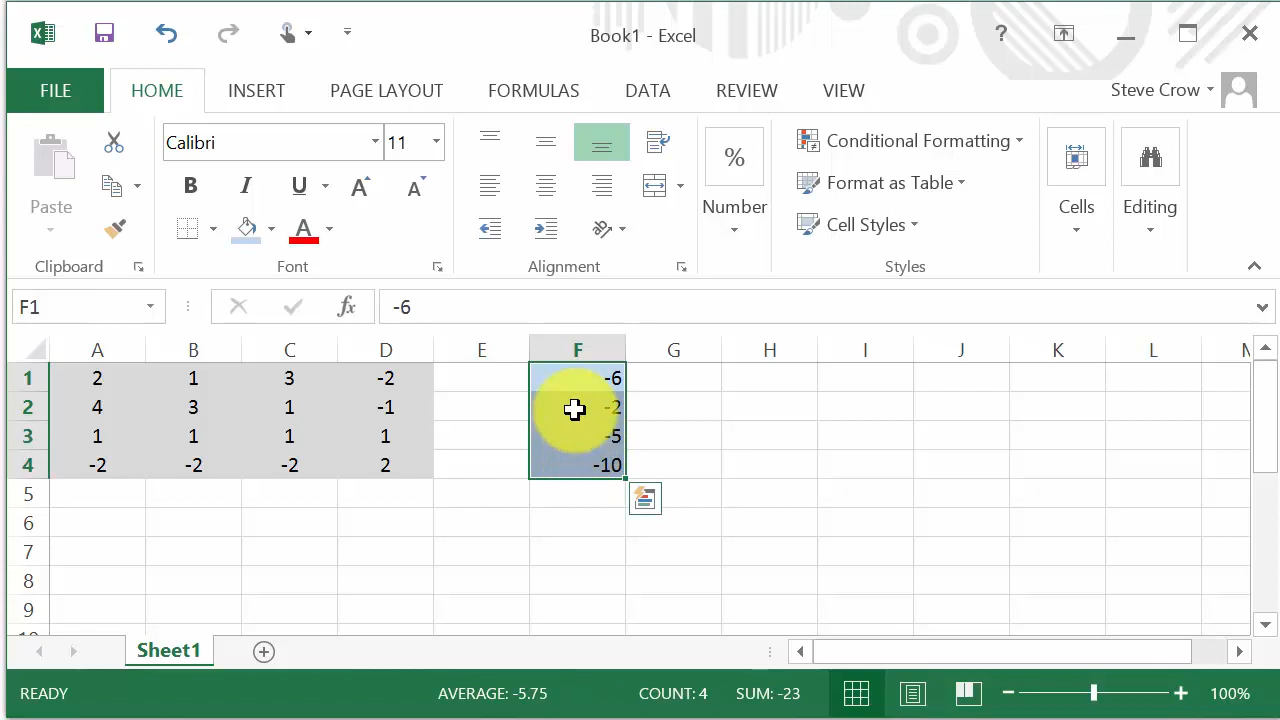 Book1 - Excel
?
FILE HOME INSERT PAGE LAYOUT FORMULAS DATA REVIEW VIEW Steve Crow
Calibri 11
B I U A A
A
Paste
Clipboard
Font
Alignment
%
Number
Conditional Formatting
Format as Table
Cell Styles
Styles
Cells
Editing
F1 fx -6
A B C D E F G H I J K L M
1 2 1 3 -2 -6
2 4 3 1 -1 -2
3 1 1 1 1 -5
4 -2 -2 -2 2 -10
5
6
7
8
9
10
Sheet1
READY AVERAGE: -5.75 COUNT: 4 SUM: -23 100%